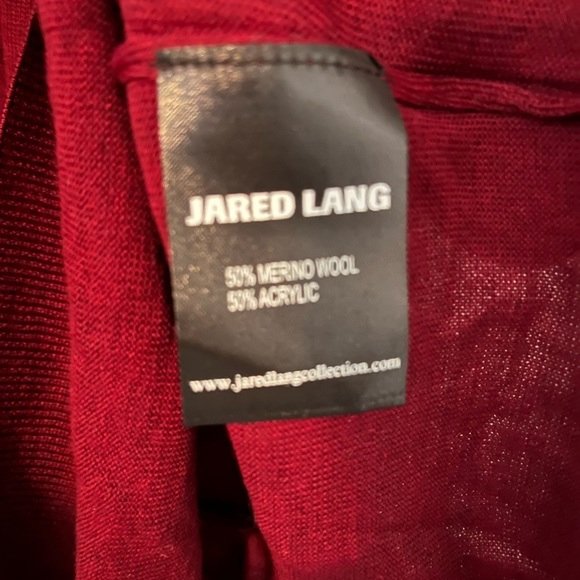 JARED LANG
50% MERINO WOOL
50% ACRYLIC
www.jaredlangcollection.com